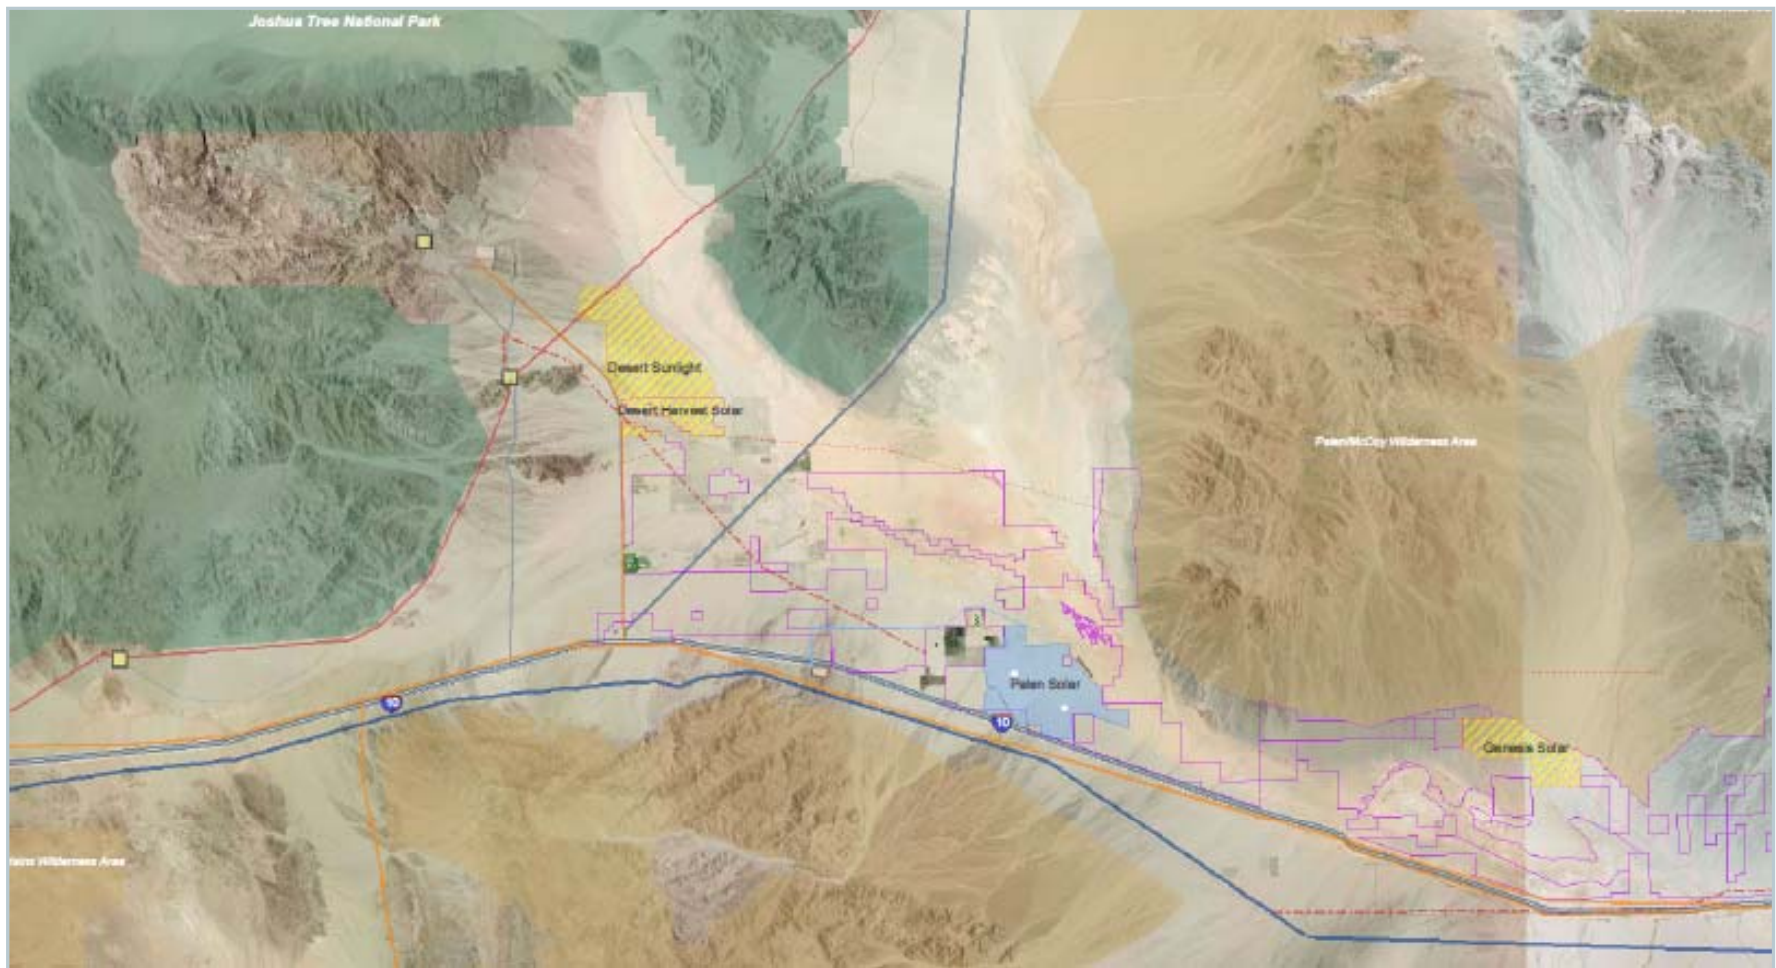 Joshua Tree National Park
Desert Sunlight
Desert Harvest Solar
Palen/McCoy Wilderness Area
Palen Solar
10
10
Genesis Solar
Wilderness Area